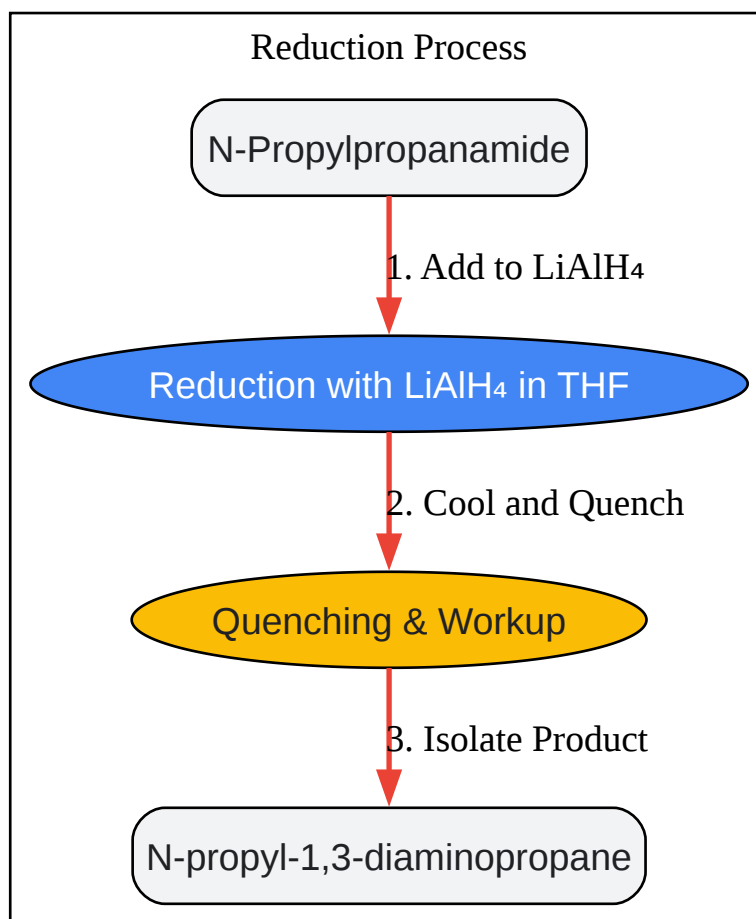 Reduction Process
N-Propylpropanamide
1. Add to LiAlH₄
Reduction with LiAlH₄ in THF
2. Cool and Quench
Quenching & Workup
3. Isolate Product
N-propyl-1,3-diaminopropane